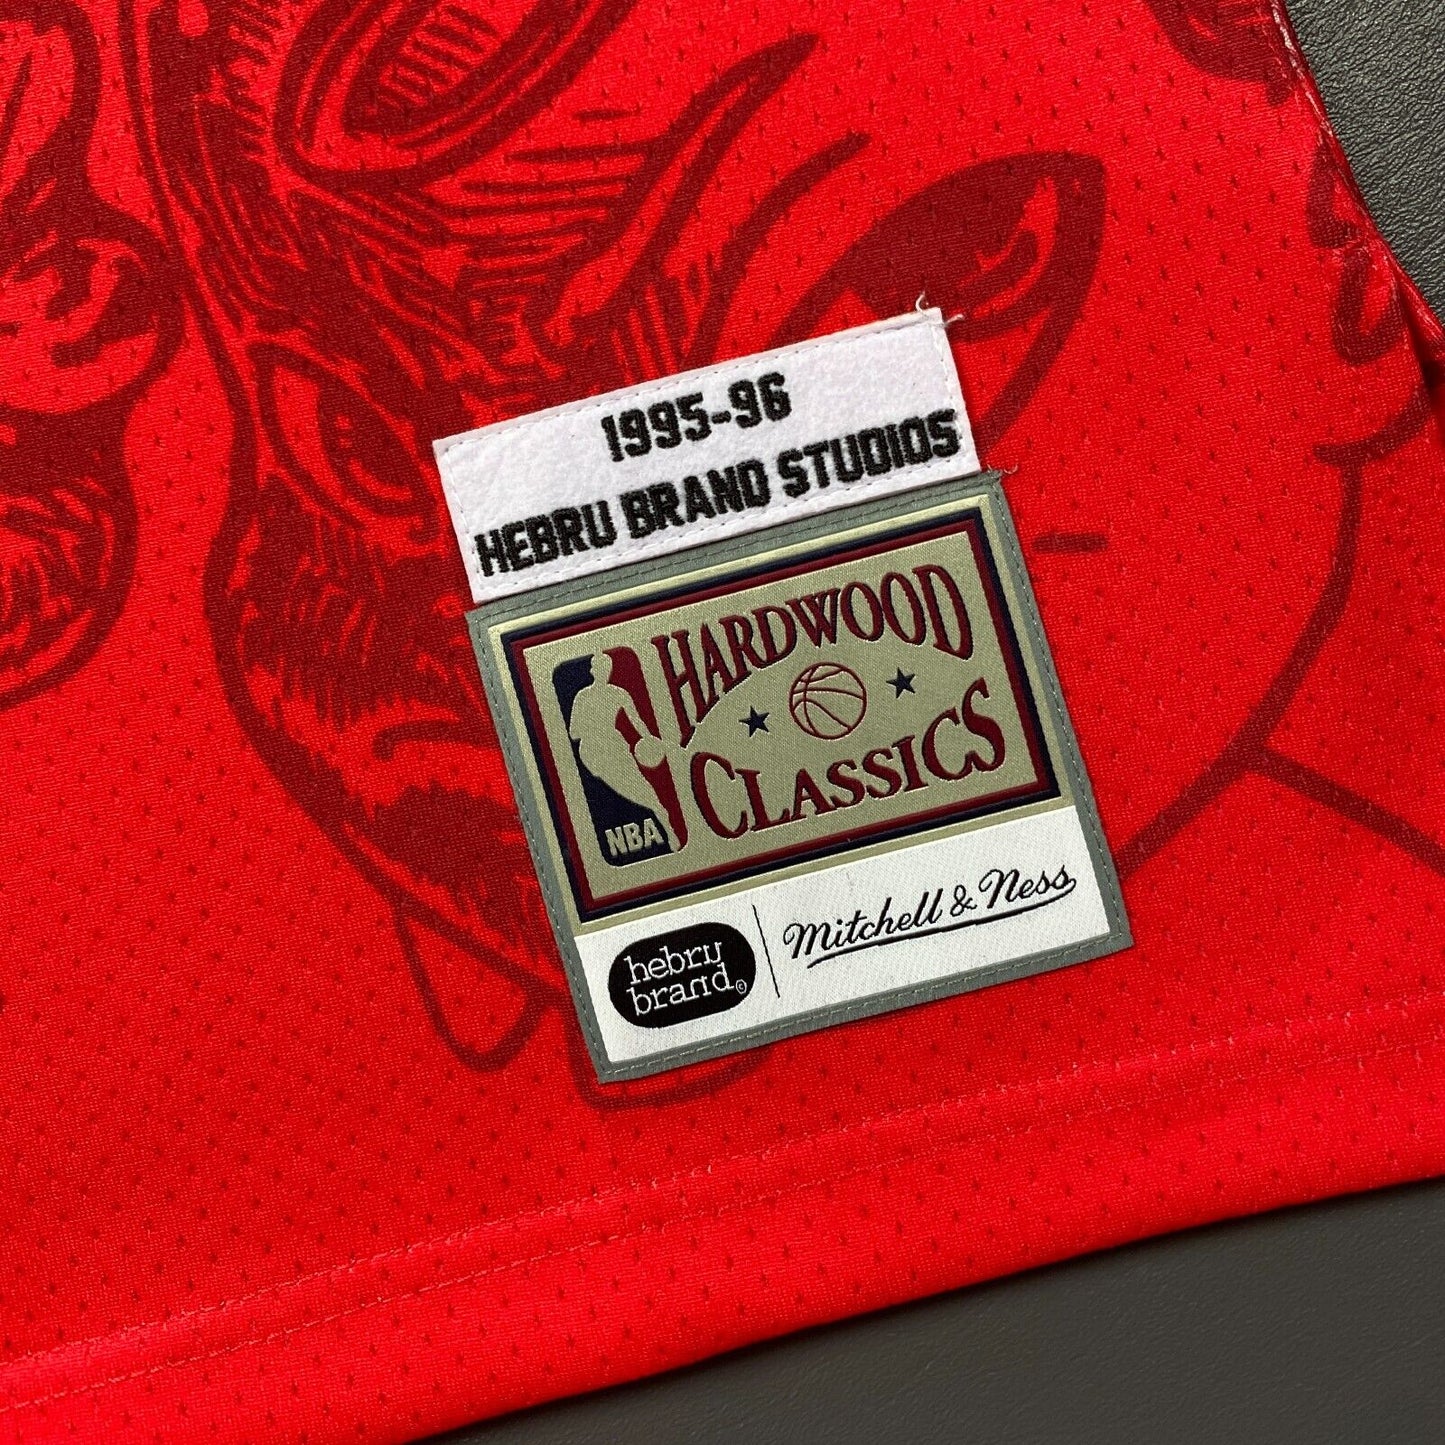 1995-96
HEBRU BRAND STUDIOS
HARDWOOD
CLASSICS
NBA
hebru
brand©
Mitchell & Ness